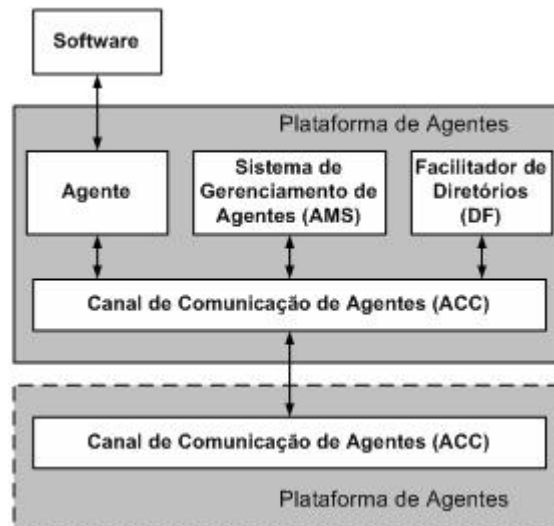 Software
Plataforma de Agentes
Agente
Sistema de
Gerenciamento de
Agentes (AMS)
Facilitador de
Diretórios
(DF)
Canal de Comunicação de Agentes (ACC)
Canal de Comunicação de Agentes (ACC)
Plataforma de Agentes